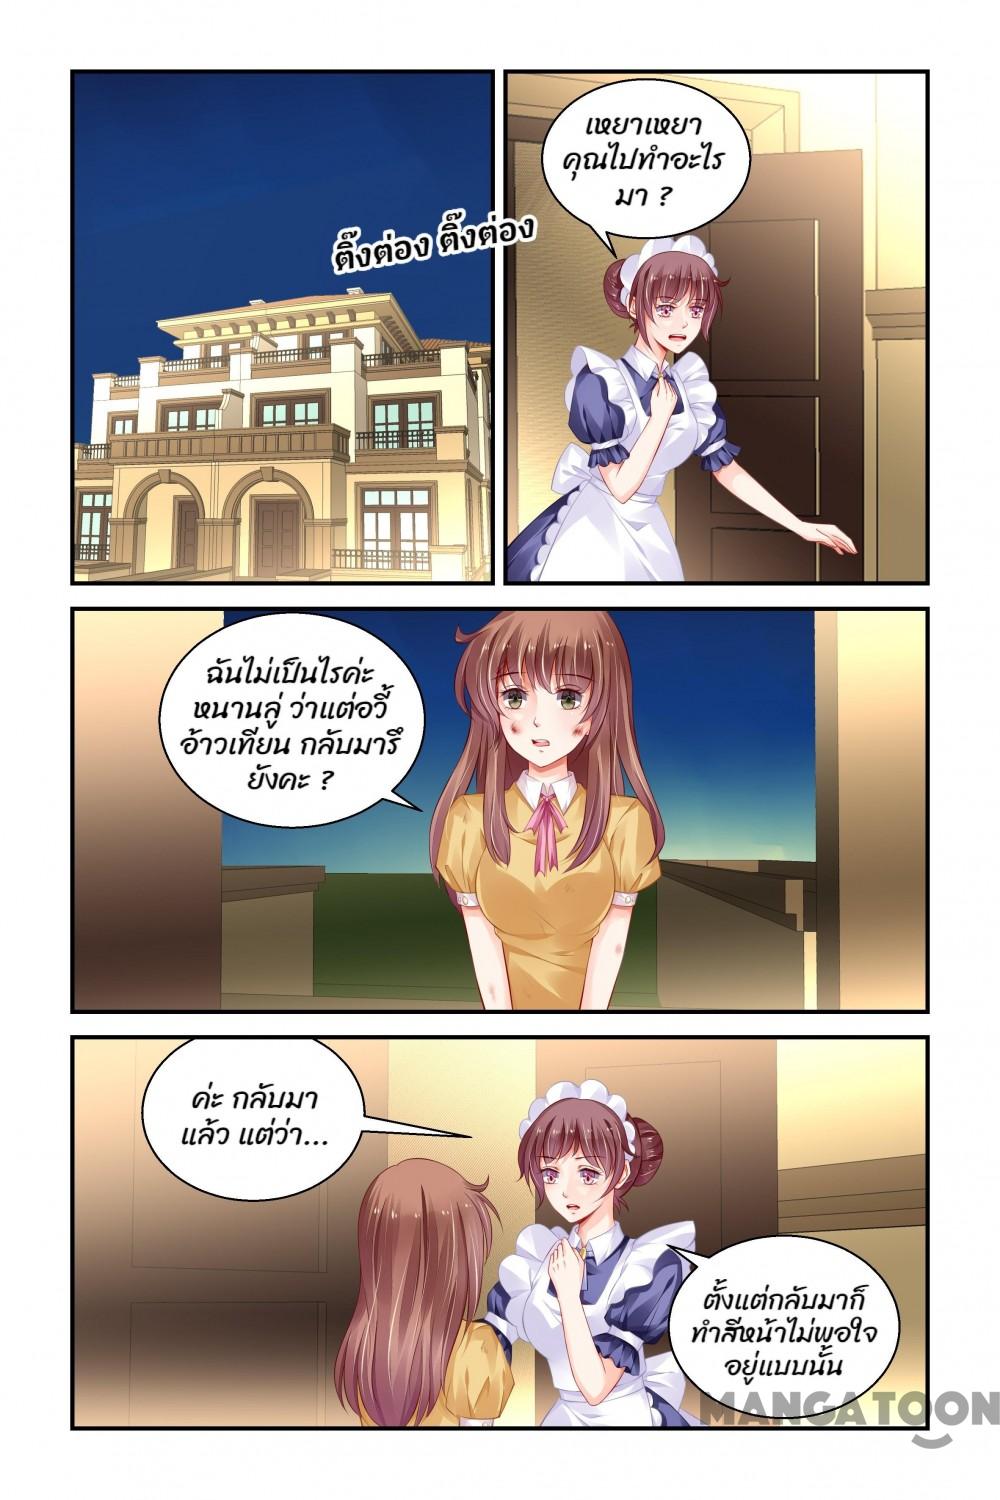 ติ๊งต่อง ติ๊งต่อง
เหยาเหยา
คุณไปทำอะไร
มา ?
ฉันไม่เป็นไรค่ะ
หนานลู่ ว่าแต่อวี้
อ้าวเทียน กลับมารึ
ยังคะ ?
ค่ะ กลับมา
แล้ว แต่ว่า...
ตั้งแต่กลับมาก็
ทำสีหน้าไม่พอใจ
อยู่แบบนั้น
MANGATOON